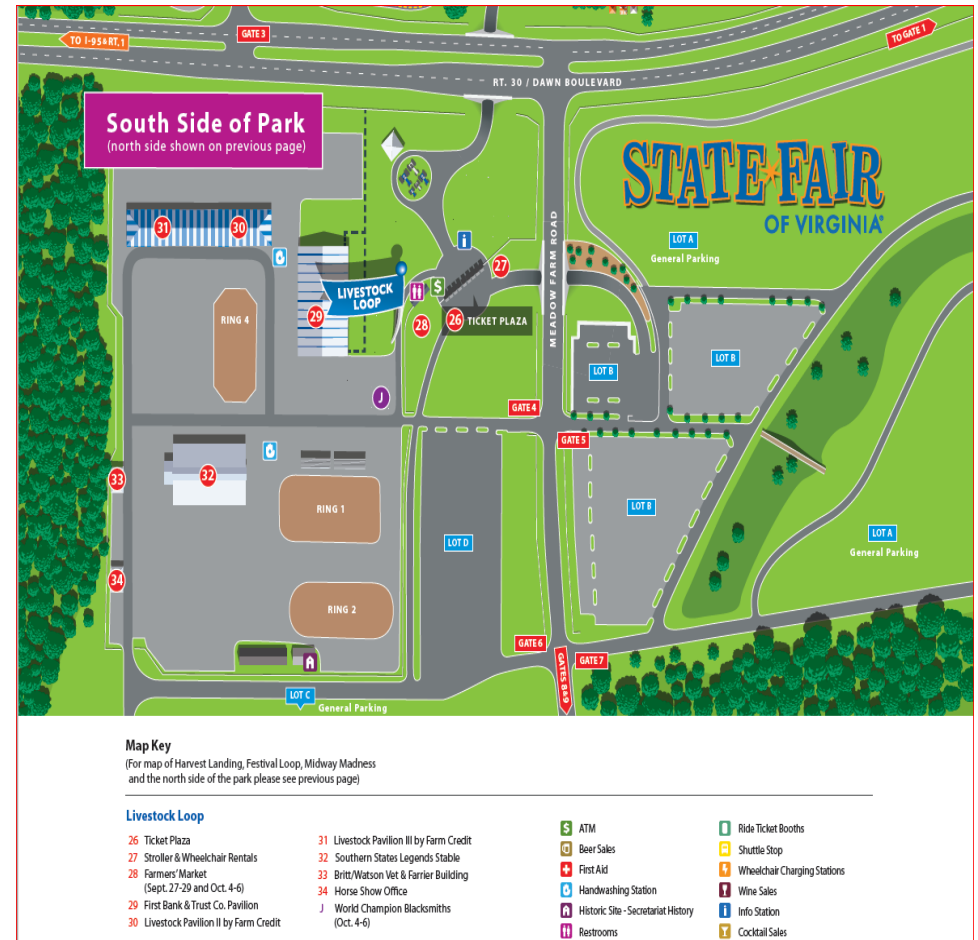 TO I-95 & RT. 1
GATE 3
TO GATE 1
RT. 30 / DAWN BOULEVARD
South Side of Park
(north side shown on previous page)
STATE FAIR
OF VIRGINIA®
LOT A
General Parking
MEADOW FARM ROAD
31
30
i
27
$
LIVESTOCK
LOOP
29
28
26 TICKET PLAZA
RING 4
LOT B
LOT B
J
GATE 4
GATE 5
32
33
RING 1
LOT B
LOT D
LOT A
General Parking
34
RING 2
GATE 6
GATE 7
GATES 8&9
LOT C
General Parking
Map Key
(For map of Harvest Landing, Festival Loop, Midway Madness
and the north side of the park please see previous page)
Livestock Loop
26 Ticket Plaza
27 Stroller & Wheelchair Rentals
28 Farmers' Market
(Sept. 27-29 and Oct. 4-6)
29 First Bank & Trust Co. Pavilion
30 Livestock Pavilion II by Farm Credit
31 Livestock Pavilion III by Farm Credit
32 Southern States Legends Stable
33 Britt/Watson Vet & Farrier Building
34 Horse Show Office
J World Champion Blacksmiths
(Oct. 4-6)
$ ATM
Beer Sales
First Aid
Handwashing Station
Historic Site - Secretariat History
Restrooms
Ride Ticket Booths
Shuttle Stop
Wheelchair Charging Stations
Wine Sales
i Info Station
Cocktail Sales